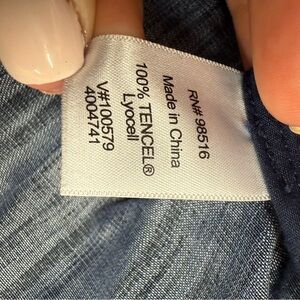 RN# 98516
Made in China
100% TENCEL®
Lyocell
V#100579
4004741